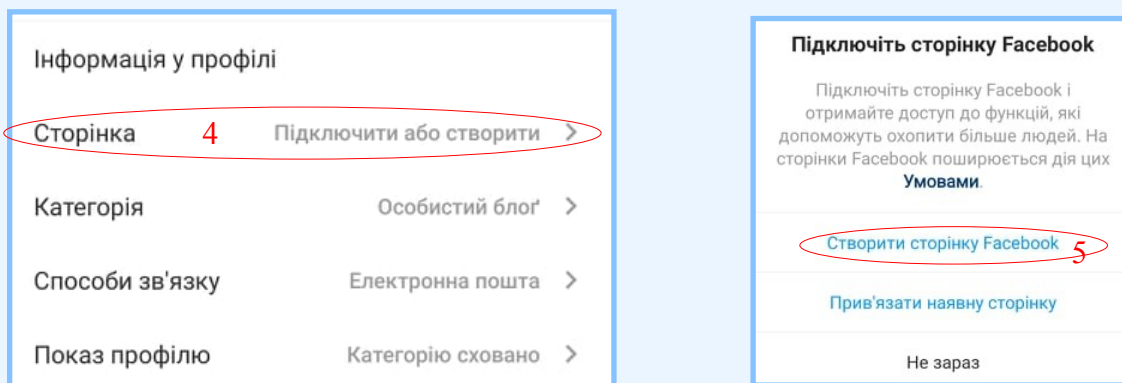 Інформація у профілі
Сторінка 4 Підключити або створити >
Категорія Особистий блоґ >
Способи зв'язку Електронна пошта >
Показ профілю Категорію сховано >
Підключіть сторінку Facebook
Підключіть сторінку Facebook і
отримайте доступ до функцій, які
допоможуть охопити більше людей. На
сторінки Facebook поширюється дія цих
Умовами.
Створити сторінку Facebook 5
Прив'язати наявну сторінку
Не зараз